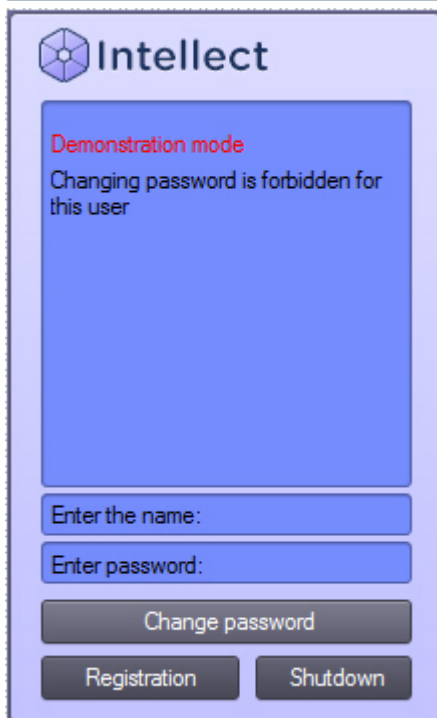 Intellect
Demonstration mode
Changing password is forbidden for
this user
Enter the name:
Enter password:
Change password
Registration
Shutdown